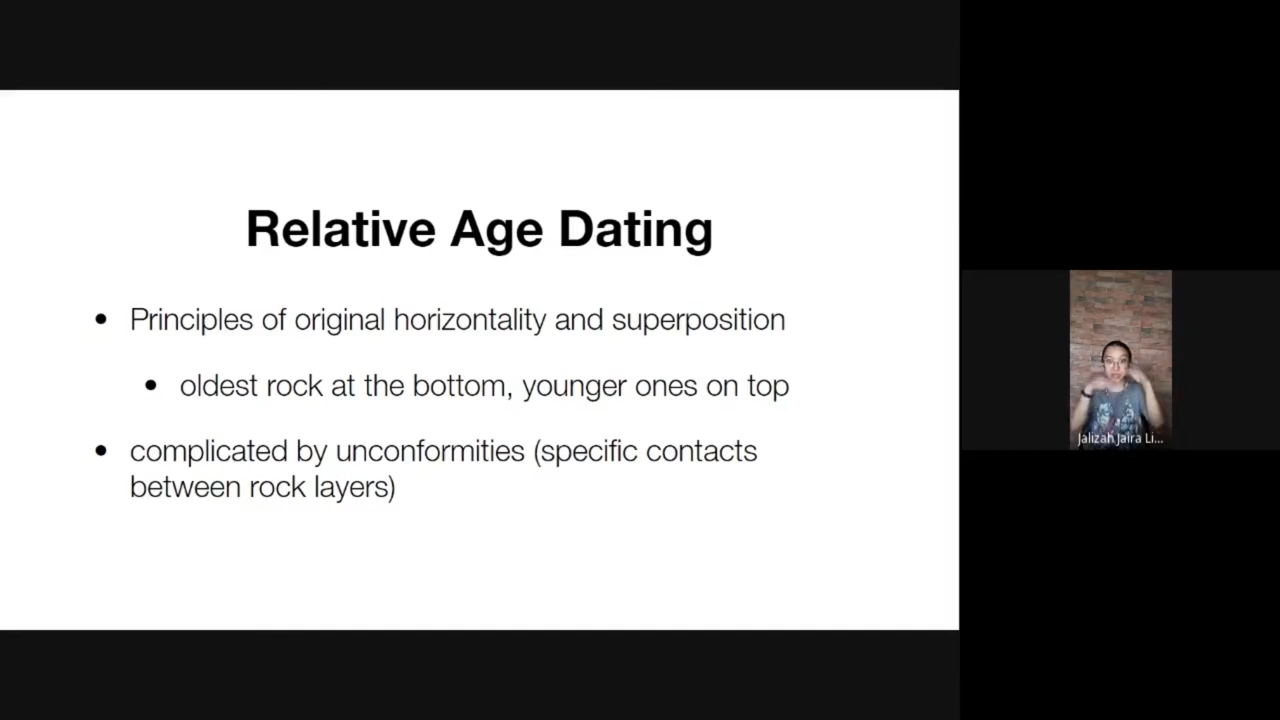 Relative Age Dating
• Principles of original horizontality and superposition
• oldest rock at the bottom, younger ones on top
• complicated by unconformities (specific contacts
between rock layers)
Jalizah Jaira Li...